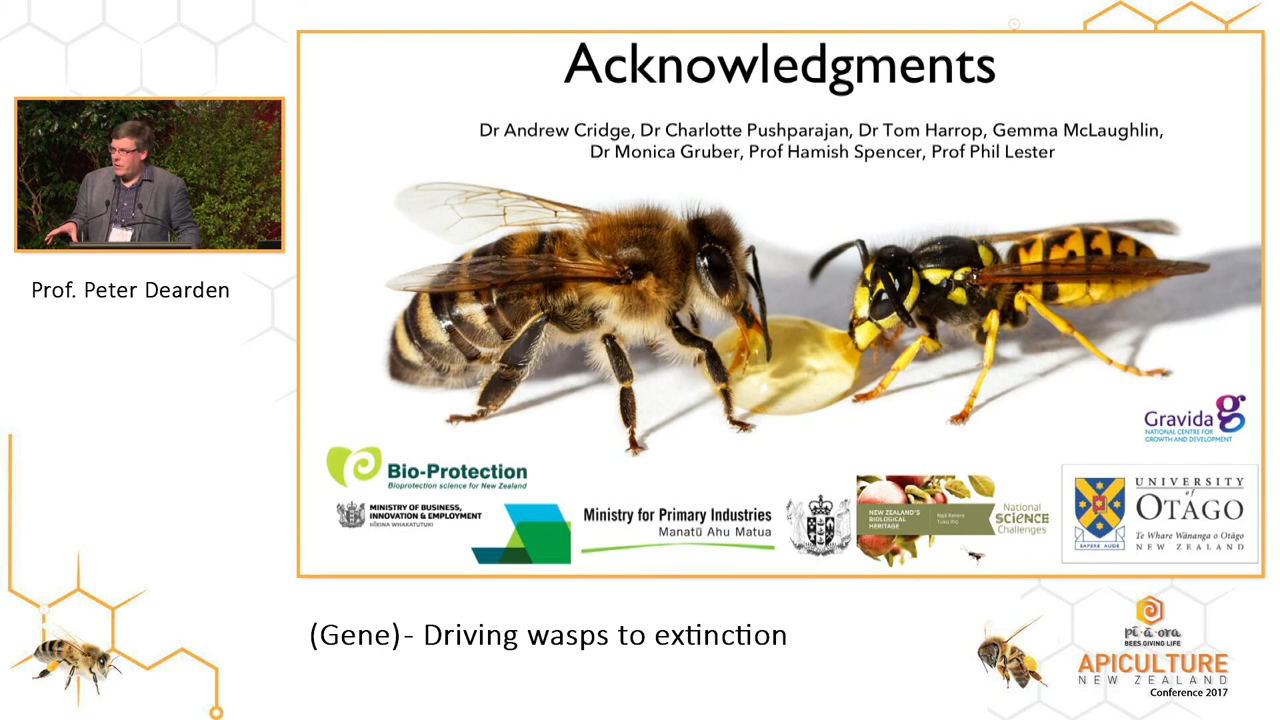 Acknowledgments
Dr Andrew Cridge, Dr Charlotte Pushparajan, Dr Tom Harrop, Gemma McLaughlin,
Dr Monica Gruber, Prof Hamish Spencer, Prof Phil Lester
Prof. Peter Dearden
Gravida
NATIONAL CENTRE FOR
GROWTH AND DEVELOPMENT
Bio-Protection
Bioprotection science for New Zealand
MINISTRY OF BUSINESS,
INNOVATION & EMPLOYMENT
HĪKINA WHAKATUTUKI
Ministry for Primary Industries
Manatū Ahu Matua
NEW ZEALAND'S
BIOLOGICAL
HERITAGE
Ngā Koiora
Tuku Iho
National
SCIENCE
Challenges
UNIVERSITY
of
OTAGO
Te Whare Wānanga o Otāgo
NEW ZEALAND
SAPERE AUDE
(Gene) - Driving wasps to extinction
pī-ā-ora
BEES GIVING LIFE
APICULTURE
NEW ZEALAND
Conference 2017